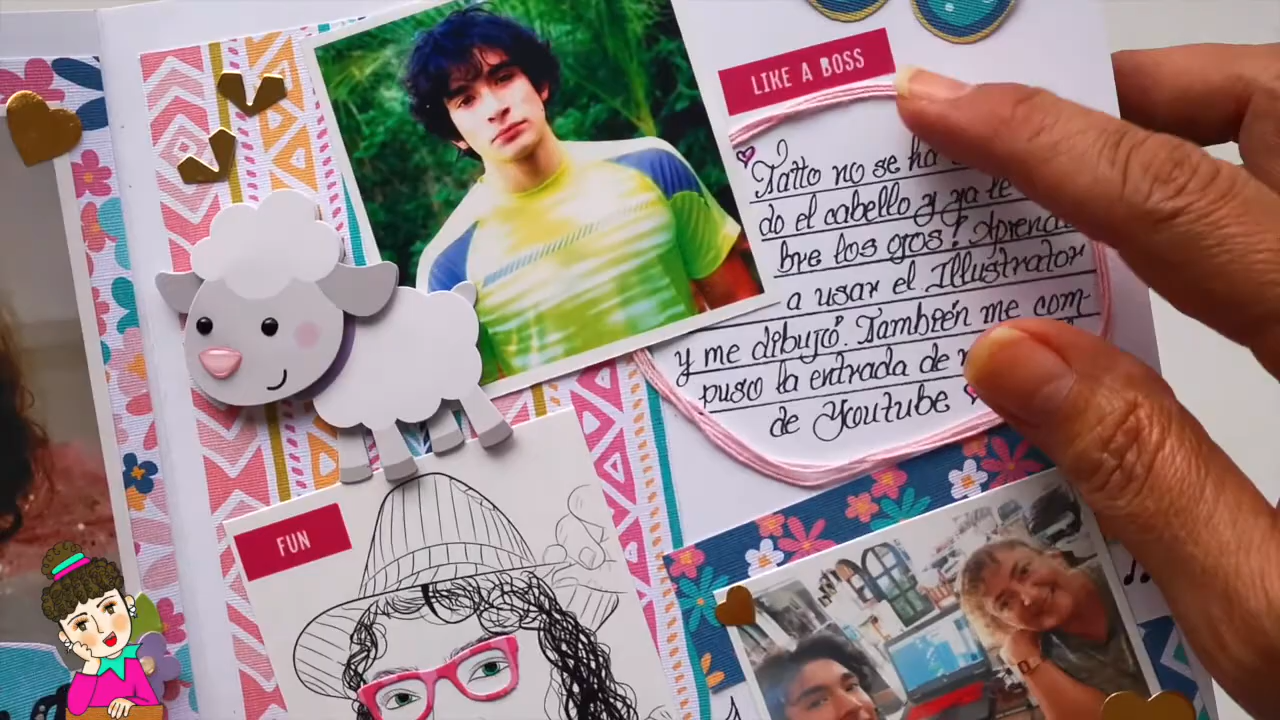 LIKE A BOSS
Tatto no se ha
do el cabello y ya le
bre los ojos! Aprend
a usar el Illustrator
y me dibujó. También me com-
puso la entrada de
de Youtube
FUN